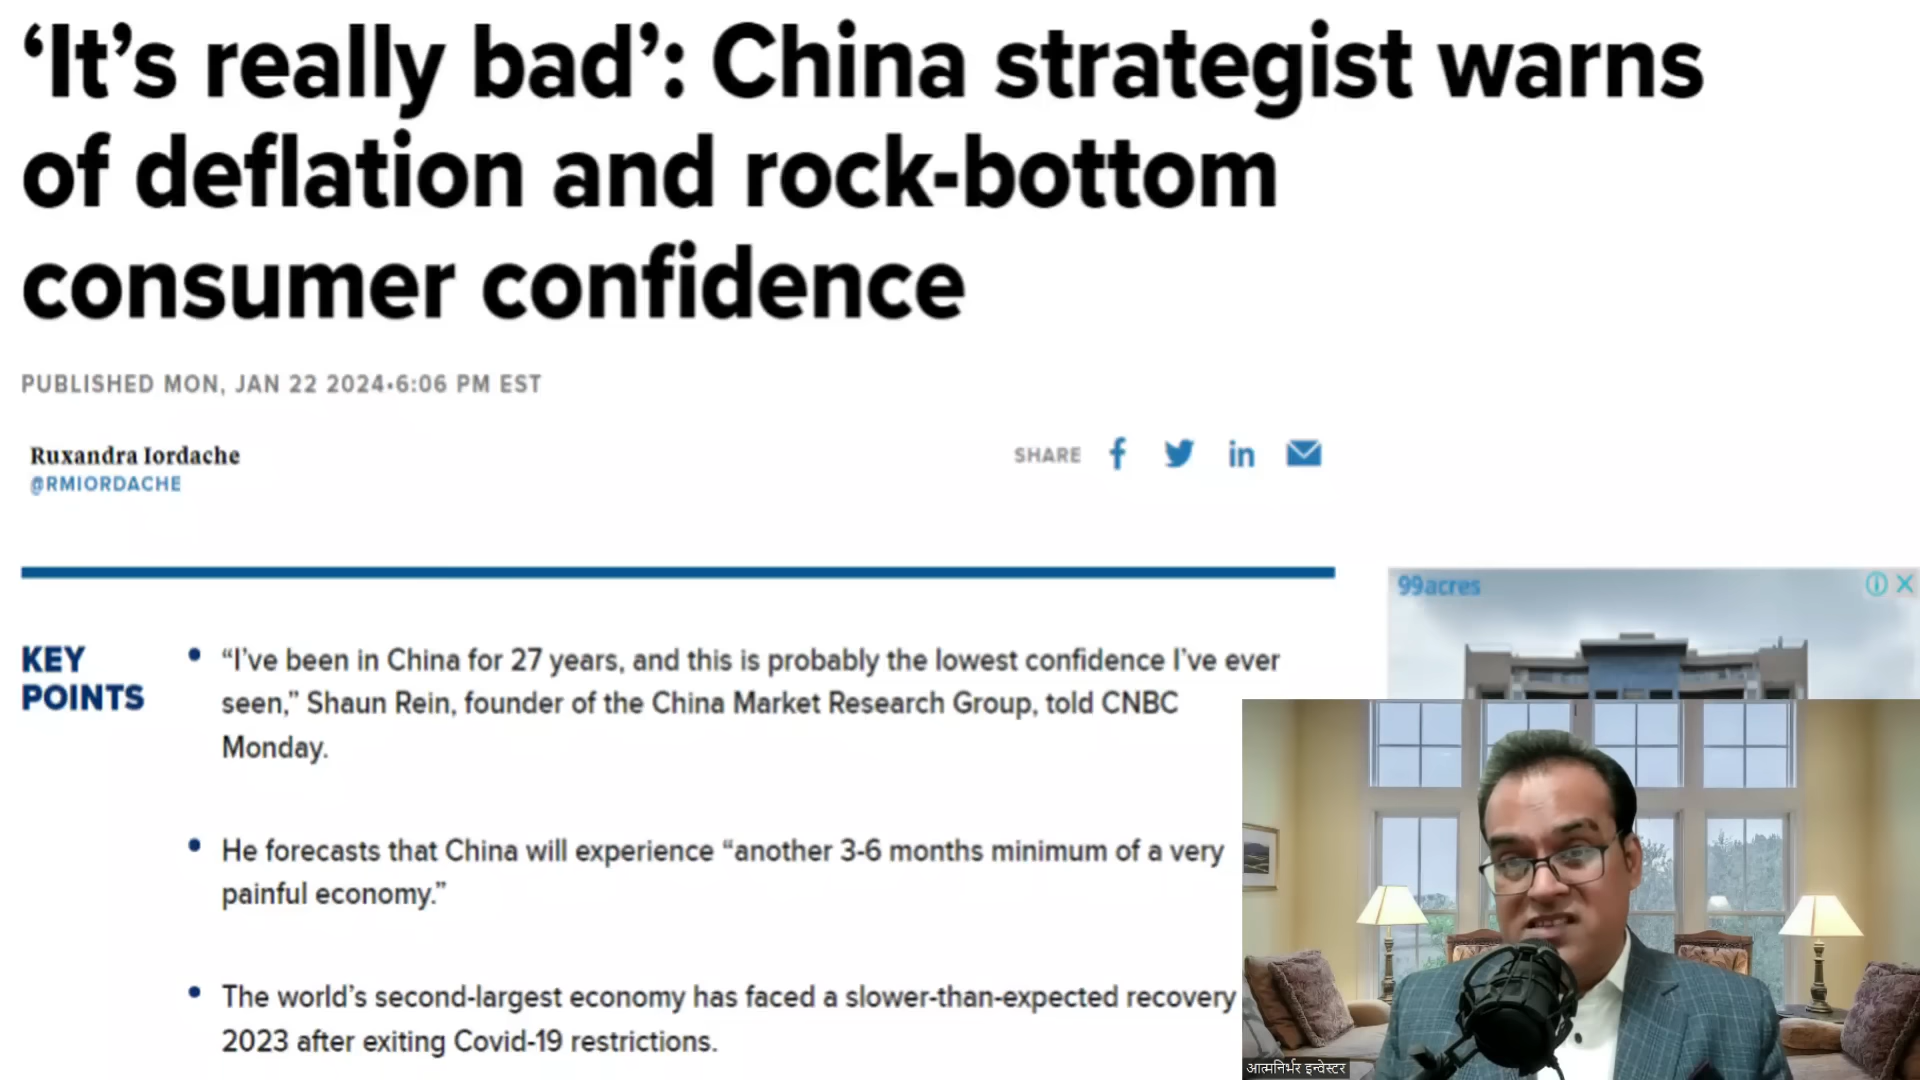 ‘It’s really bad’: China strategist warns
of deflation and rock-bottom
consumer confidence
PUBLISHED MON, JAN 22 2024•6:06 PM EST
Ruxandra Iordache
@RMIORDACHE
SHARE
99acres
KEY
POINTS
• “I’ve been in China for 27 years, and this is probably the lowest confidence I’ve ever
seen,” Shaun Rein, founder of the China Market Research Group, told CNBC
Monday.
• He forecasts that China will experience “another 3-6 months minimum of a very
painful economy.”
• The world’s second-largest economy has faced a slower-than-expected recovery
2023 after exiting Covid-19 restrictions.
आत्मनिर्भर इन्वेस्टर